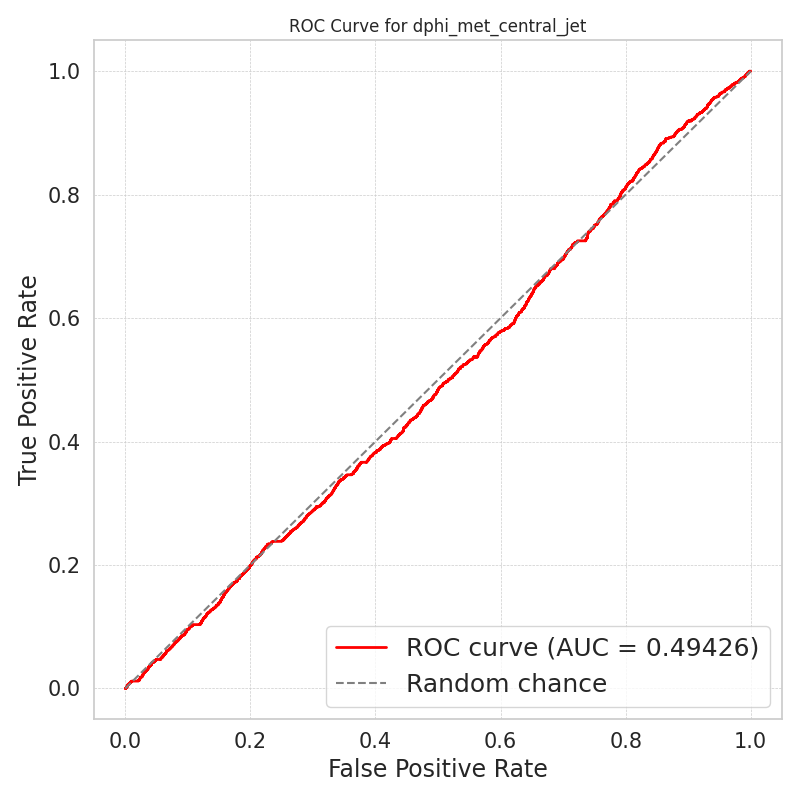 ROC Curve for dphi_met_central_jet
True Positive Rate
1.0
0.8
0.6
0.4
0.2
0.0
ROC curve (AUC = 0.49426)
Random chance
0.0 0.2 0.4 0.6 0.8 1.0
False Positive Rate